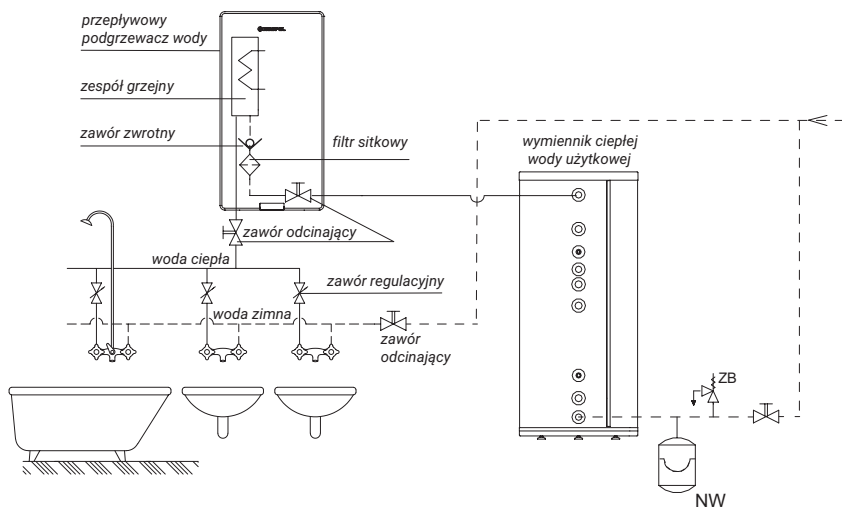 przepływowy
podgrzewacz wody
KOSPEL
zespół grzejny
zawór zwrotny
filtr sitkowy
wymiennik ciepłej
wody użytkowej
zawór odcinający
woda ciepła
zawór regulacyjny
woda zimna
zawór
odcinający
ZB
NW